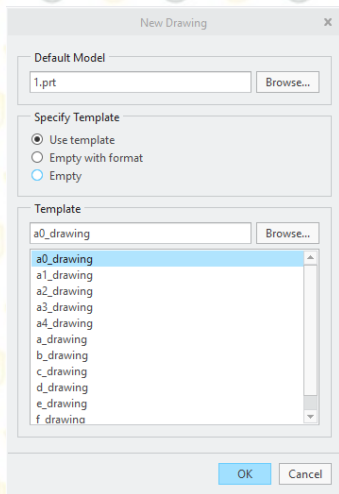 New Drawing
Default Model
1.prt Browse...
Specify Template
Use template
Empty with format
Empty
Template
a0_drawing Browse...
a0_drawing
a1_drawing
a2_drawing
a3_drawing
a4_drawing
a_drawing
b_drawing
c_drawing
d_drawing
e_drawing
f_drawing
OK Cancel